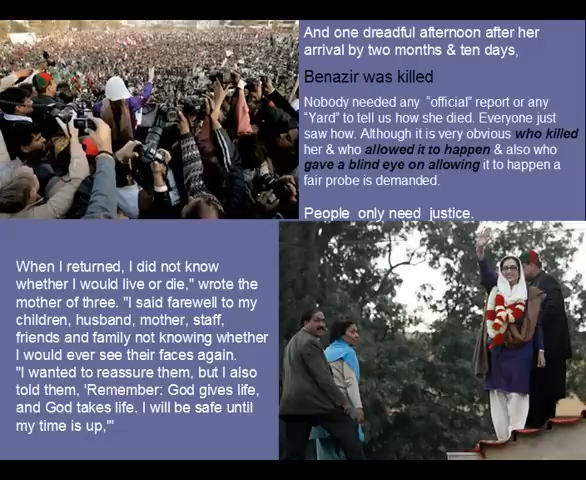 And one dreadful afternoon after her
arrival by two months & ten days,
Benazir was killed
Nobody needed any "official" report or any
"Yard" to tell us how she died. Everyone just
saw how. Although it is very obvious who killed
her & who allowed it to happen & also who
gave a blind eye on allowing it to happen a
fair probe is demanded.
People only need justice.
When I returned, I did not know
whether I would live or die," wrote the
mother of three. "I said farewell to my
children, husband, mother, staff,
friends and family not knowing whether
I would ever see their faces again.
"I wanted to reassure them, but I also
told them, 'Remember: God gives life,
and God takes life. I will be safe until
my time is up,'"